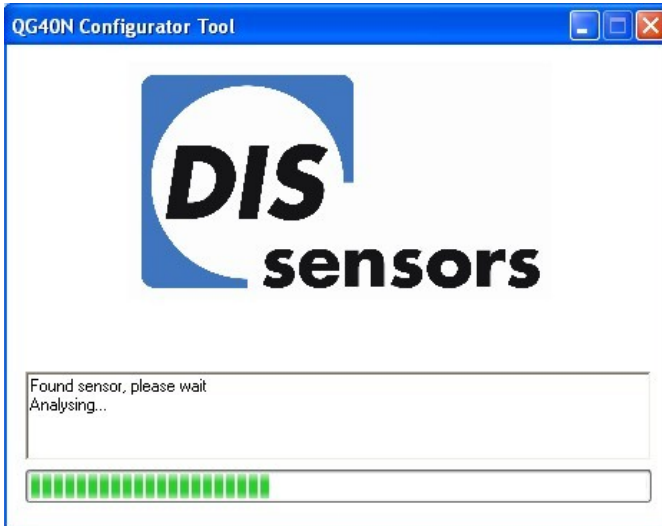 QG40N Configurator Tool
DIS
sensors
Found sensor, please wait
Analysing...